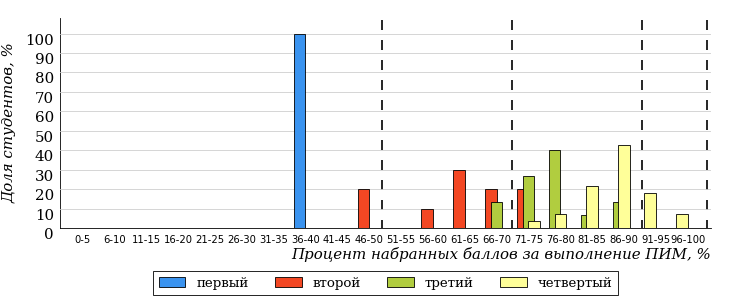 Доля студентов, %
100
90
80
70
60
50
40
30
20
10
0
0-5 6-10 11-15 16-20 21-25 26-30 31-35 36-40 41-45 46-50 51-55 56-60 61-65 66-70 71-75 76-80 81-85 86-90 91-95 96-100
Процент набранных баллов за выполнение ПИМ, %
первый второй третий четвертый